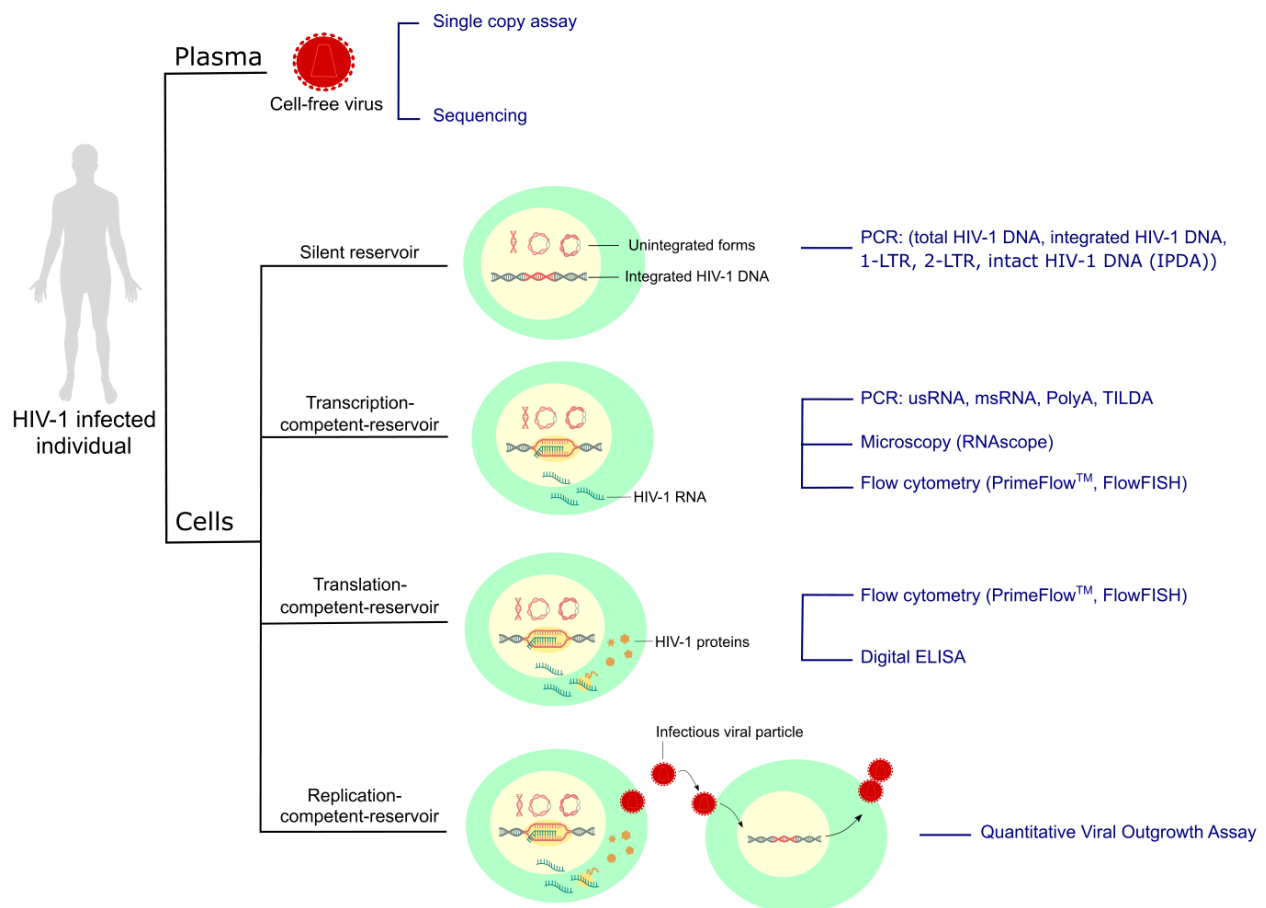 Plasma
Cell-free virus
Single copy assay
Sequencing
HIV-1 infected
individual
Cells
Silent reservoir
Unintegrated forms
Integrated HIV-1 DNA
PCR: (total HIV-1 DNA, integrated HIV-1 DNA,
1-LTR, 2-LTR, intact HIV-1 DNA (IPDA))
Transcription-
competent-reservoir
HIV-1 RNA
PCR: usRNA, msRNA, PolyA, TILDA
Microscopy (RNAscope)
Flow cytometry (PrimeFlow™, FlowFISH)
Translation-
competent-reservoir
HIV-1 proteins
Flow cytometry (PrimeFlow™, FlowFISH)
Digital ELISA
Replication-
competent-reservoir
Infectious viral particle
Quantitative Viral Outgrowth Assay